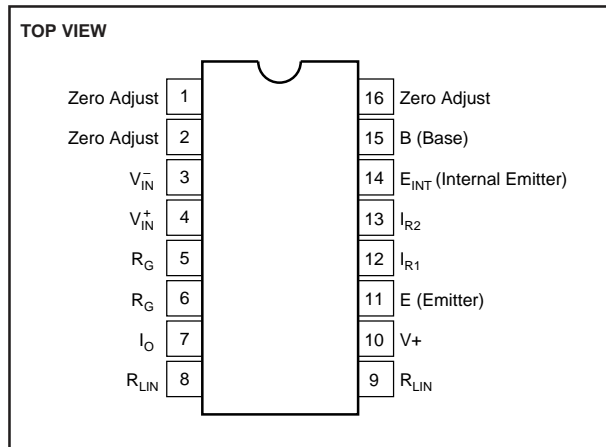 TOP VIEW
Zero Adjust 1 16 Zero Adjust
Zero Adjust 2 15 B (Base)
V⁻IN 3 14 EINT (Internal Emitter)
V⁺IN 4 13 IR2
RG 5 12 IR1
RG 6 11 E (Emitter)
IO 7 10 V+
RLIN 8 9 RLIN